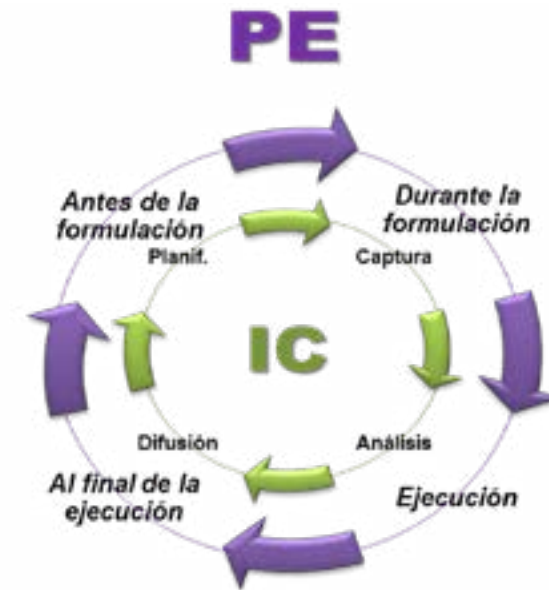 PE
Antes de la
formulación
Durante la
formulación
Planif.
Captura
IC
Difusión
Análisis
Al final de la
ejecución
Ejecución